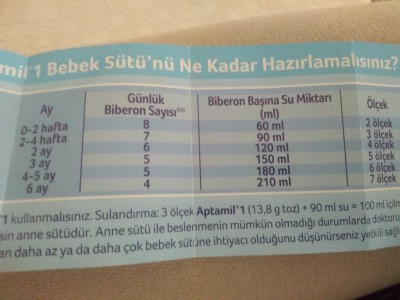 mil 1 Bebek Sütü'nü Ne Kadar Hazırlamalısınız?
Ay Günlük Biberon Sayısı Biberon Başına Su Miktarı (ml) Ölçek
0-2 hafta 8 60 ml 2 ölçek
2-4 hafta 7 90 ml 3 ölçek
2 ay 6 120 ml 4 ölçek
3 ay 5 150 ml 5 ölçek
4-5 ay 5 180 ml 6 ölçek
6 ay 4 210 ml 7 ölçek
1 kullanmalısınız. Sulandırma: 3 ölçek Aptamil 1 (13,8 g toz) + 90 ml su = 100 ml için
sin anne sütüdür. Anne sütü ile beslenmenin mümkün olmadığı durumlarda doktoru
an daha az ya da daha çok bebek sütüne ihtiyacı olduğunu düşünürseniz yetkili sağl